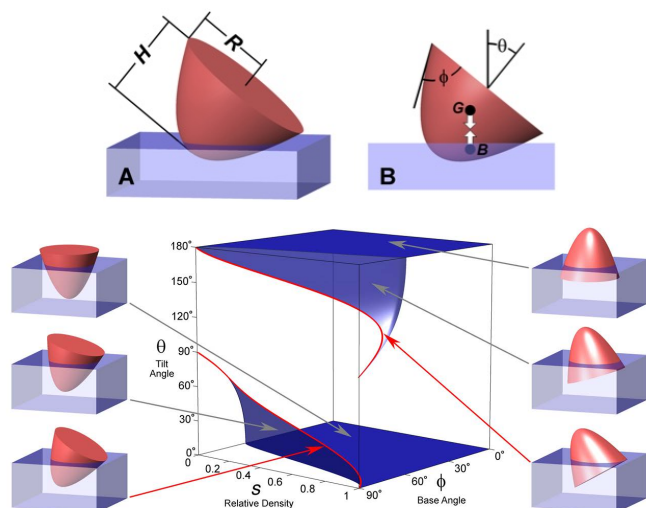 H
R
θ
ϕ
G
B
A
B
180°
150°
120°
90°
60°
30°
0°
θ
Tilt
Angle
0
0.2
0.4
0.6
0.8
1
S
Relative Density
90°
60°
30°
0°
ϕ
Base Angle